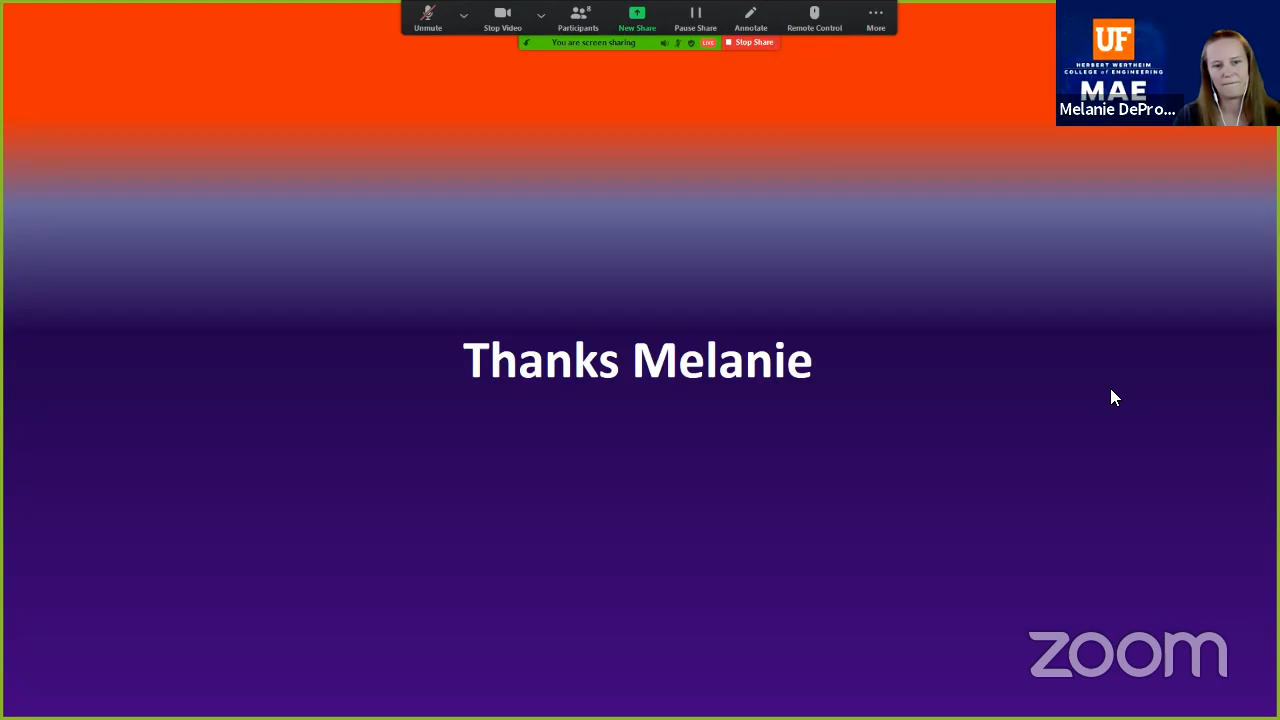 Unmute
Stop Video
8
Participants
New Share
Pause Share
Annotate
Remote Control
More
You are screen sharing
LIVE
Stop Share
UF
HERBERT WERTHEIM
COLLEGE of ENGINEERING
MAE
Melanie DePro...
Thanks Melanie
zoom